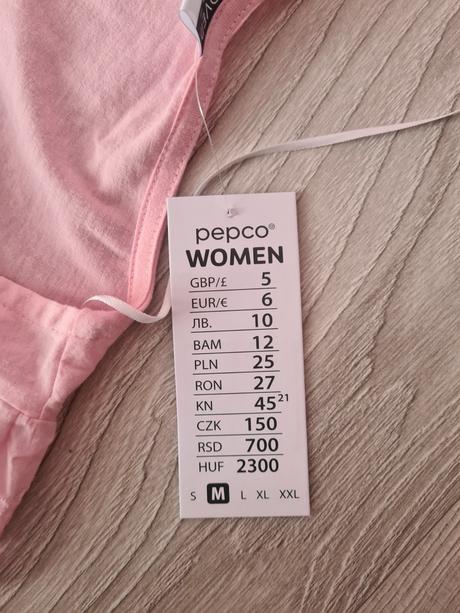 pepco®
WOMEN
GBP/£ 5
EUR/€ 6
ЛВ. 10
BAM 12
PLN 25
RON 27
KN 45²¹
CZK 150
RSD 700
HUF 2300
S M L XL XXL